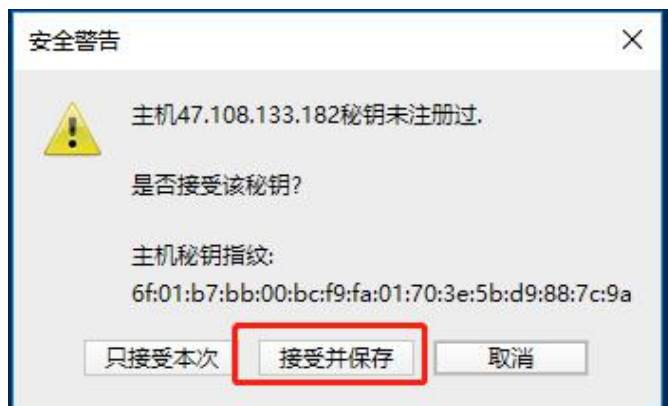 安全警告
主机47.108.133.182秘钥未注册过.
是否接受该秘钥?
主机秘钥指纹:
6f:01:b7:bb:00:bc:f9:fa:01:70:3e:5b:d9:88:7c:9a
只接受本次 接受并保存 取消